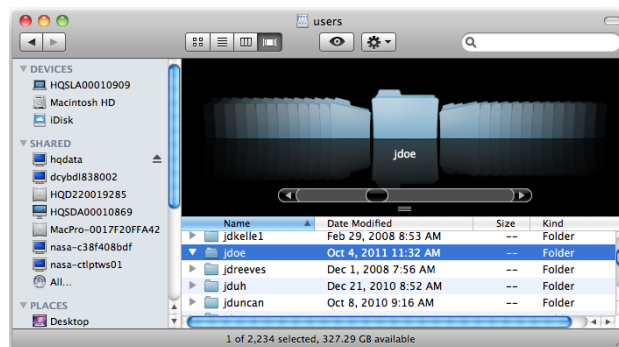 users
DEVICES
HQSLA00010909
Macintosh HD
iDisk
SHARED
hqdata
dcybdl838002
HQD220019285
HQSDA00010869
MacPro-0017F20FFA42
nasa-c38f408bdf
nasa-ctlptws01
All...
PLACES
Desktop
jdoe
Name Date Modified Size Kind
jdkelle1 Feb 29, 2008 8:53 AM -- Folder
jdoe Oct 4, 2011 11:32 AM -- Folder
jdreeves Dec 1, 2008 7:56 AM -- Folder
jduh Dec 21, 2010 8:52 AM -- Folder
jduncan Oct 8, 2010 9:16 AM -- Folder
1 of 2,234 selected, 327.29 GB available